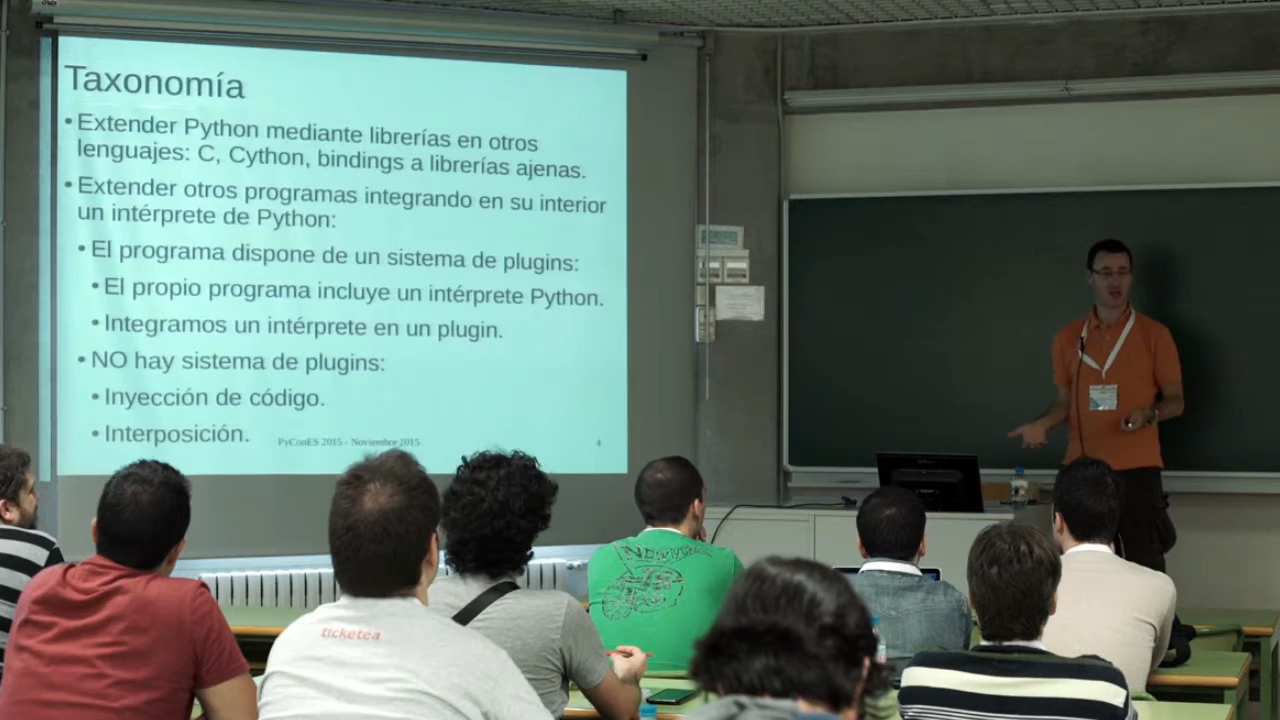 Taxonomía
•Extender Python mediante librerías en otros
lenguajes: C, Cython, bindings a librerías ajenas.
•Extender otros programas integrando en su interior
un intérprete de Python:
•El programa dispone de un sistema de plugins:
•El propio programa incluye un intérprete Python.
•Integramos un intérprete en un plugin.
•NO hay sistema de plugins:
•Inyección de código.
•Interposición.
PyConES 2015 - Noviembre 2015
4
ticketea